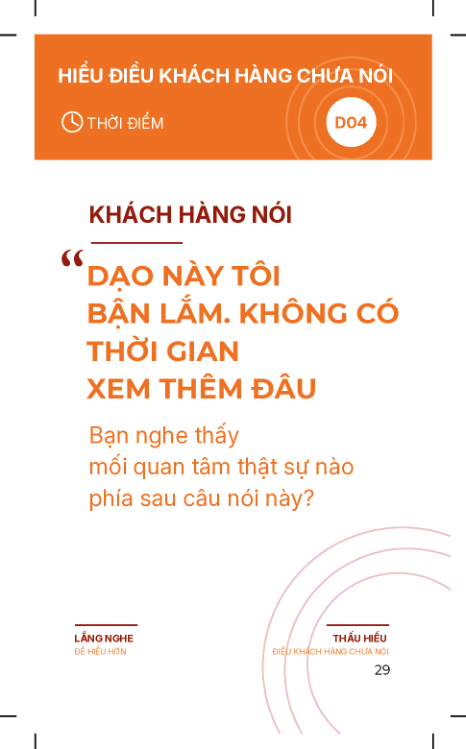 HIỂU ĐIỀU KHÁCH HÀNG CHƯA NÓI
THỜI ĐIỂM
D04
KHÁCH HÀNG NÓI
“
DẠO NÀY TÔI
BẬN LẮM. KHÔNG CÓ
THỜI GIAN
XEM THÊM ĐÂU
Bạn nghe thấy
mối quan tâm thật sự nào
phía sau câu nói này?
LẮNG NGHE
ĐỂ HIỂU HƠN
THẤU HIỂU
ĐIỀU KHÁCH HÀNG CHƯA NÓI
29